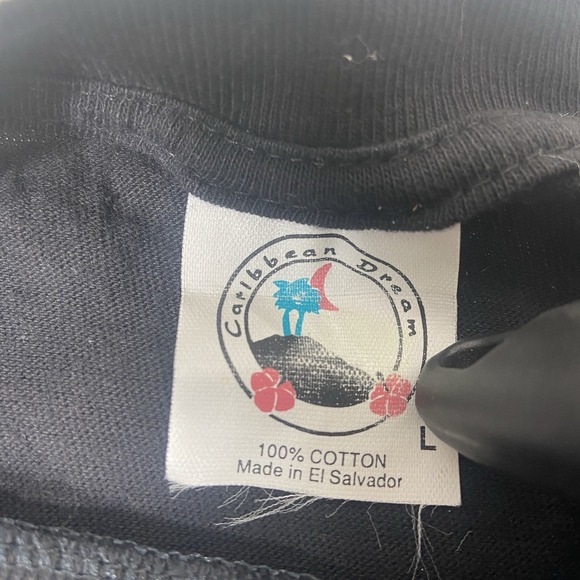 Caribbean Dream
L
100% COTTON
Made in El Salvador